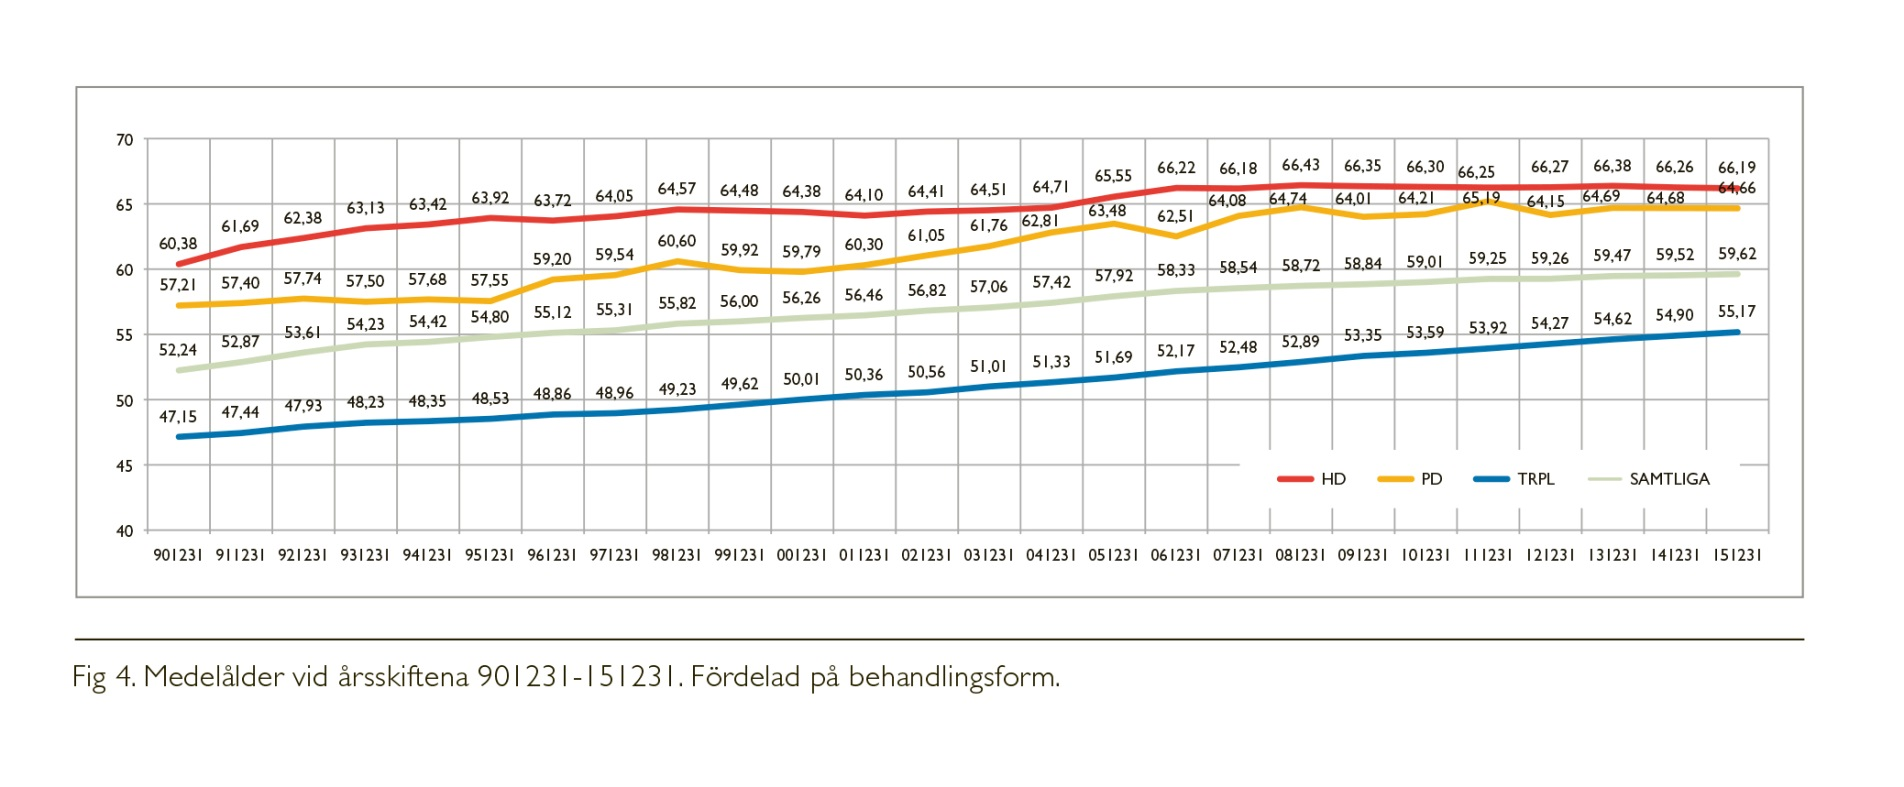 70
65
60
55
50
45
40
60,38 61,69 62,38 63,13 63,42 63,92 63,72 64,05 64,57 64,48 64,38 64,10 64,41 64,51 64,71 65,55 66,22 66,18 66,43 66,35 66,30 66,25 66,27 66,38 66,26 66,19
57,21 57,40 57,74 57,50 57,68 57,55 59,20 59,54 60,60 59,92 59,79 60,30 61,05 61,76 62,81 63,48 62,51 64,08 64,74 64,01 64,21 65,19 64,15 64,69 64,68 64,66
52,24 52,87 53,61 54,23 54,42 54,80 55,12 55,31 55,82 56,00 56,26 56,46 56,82 57,06 57,42 57,92 58,33 58,54 58,72 58,84 59,01 59,25 59,26 59,47 59,52 59,62
47,15 47,44 47,93 48,23 48,35 48,53 48,86 48,96 49,23 49,62 50,01 50,36 50,56 51,01 51,33 51,69 52,17 52,48 52,89 53,35 53,59 53,92 54,27 54,62 54,90 55,17
HD PD TRPL SAMTLIGA
901231 911231 921231 931231 941231 951231 961231 971231 981231 991231 001231 011231 021231 031231 041231 051231 061231 071231 081231 091231 101231 111231 121231 131231 141231 151231
Fig 4. Medelålder vid årsskiftena 901231-151231. Fördelad på behandlingsform.